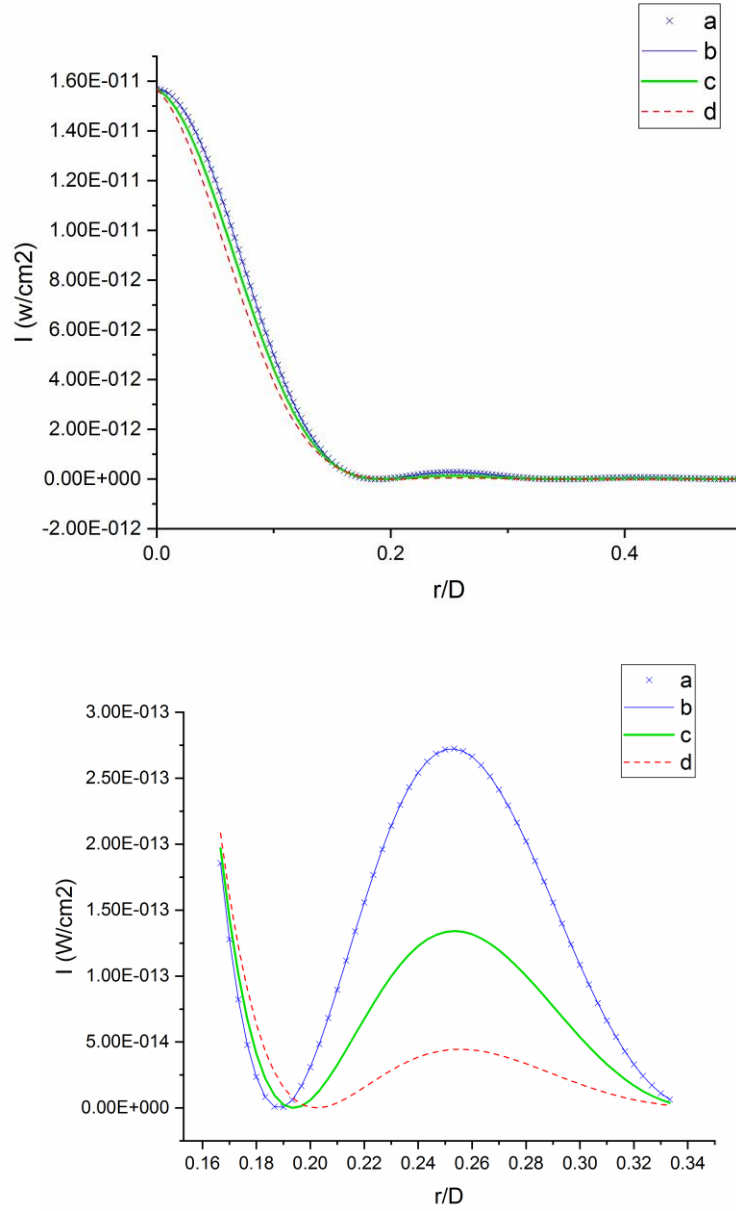 a
b
c
d
1.60E-011
1.40E-011
1.20E-011
1.00E-011
8.00E-012
6.00E-012
4.00E-012
2.00E-012
0.00E+000
-2.00E-012
I (w/cm2)
0.0
0.2
0.4
r/D
a
b
c
d
3.00E-013
2.50E-013
2.00E-013
1.50E-013
1.00E-013
5.00E-014
0.00E+000
I (W/cm2)
0.16 0.18 0.20 0.22 0.24 0.26 0.28 0.30 0.32 0.34
r/D